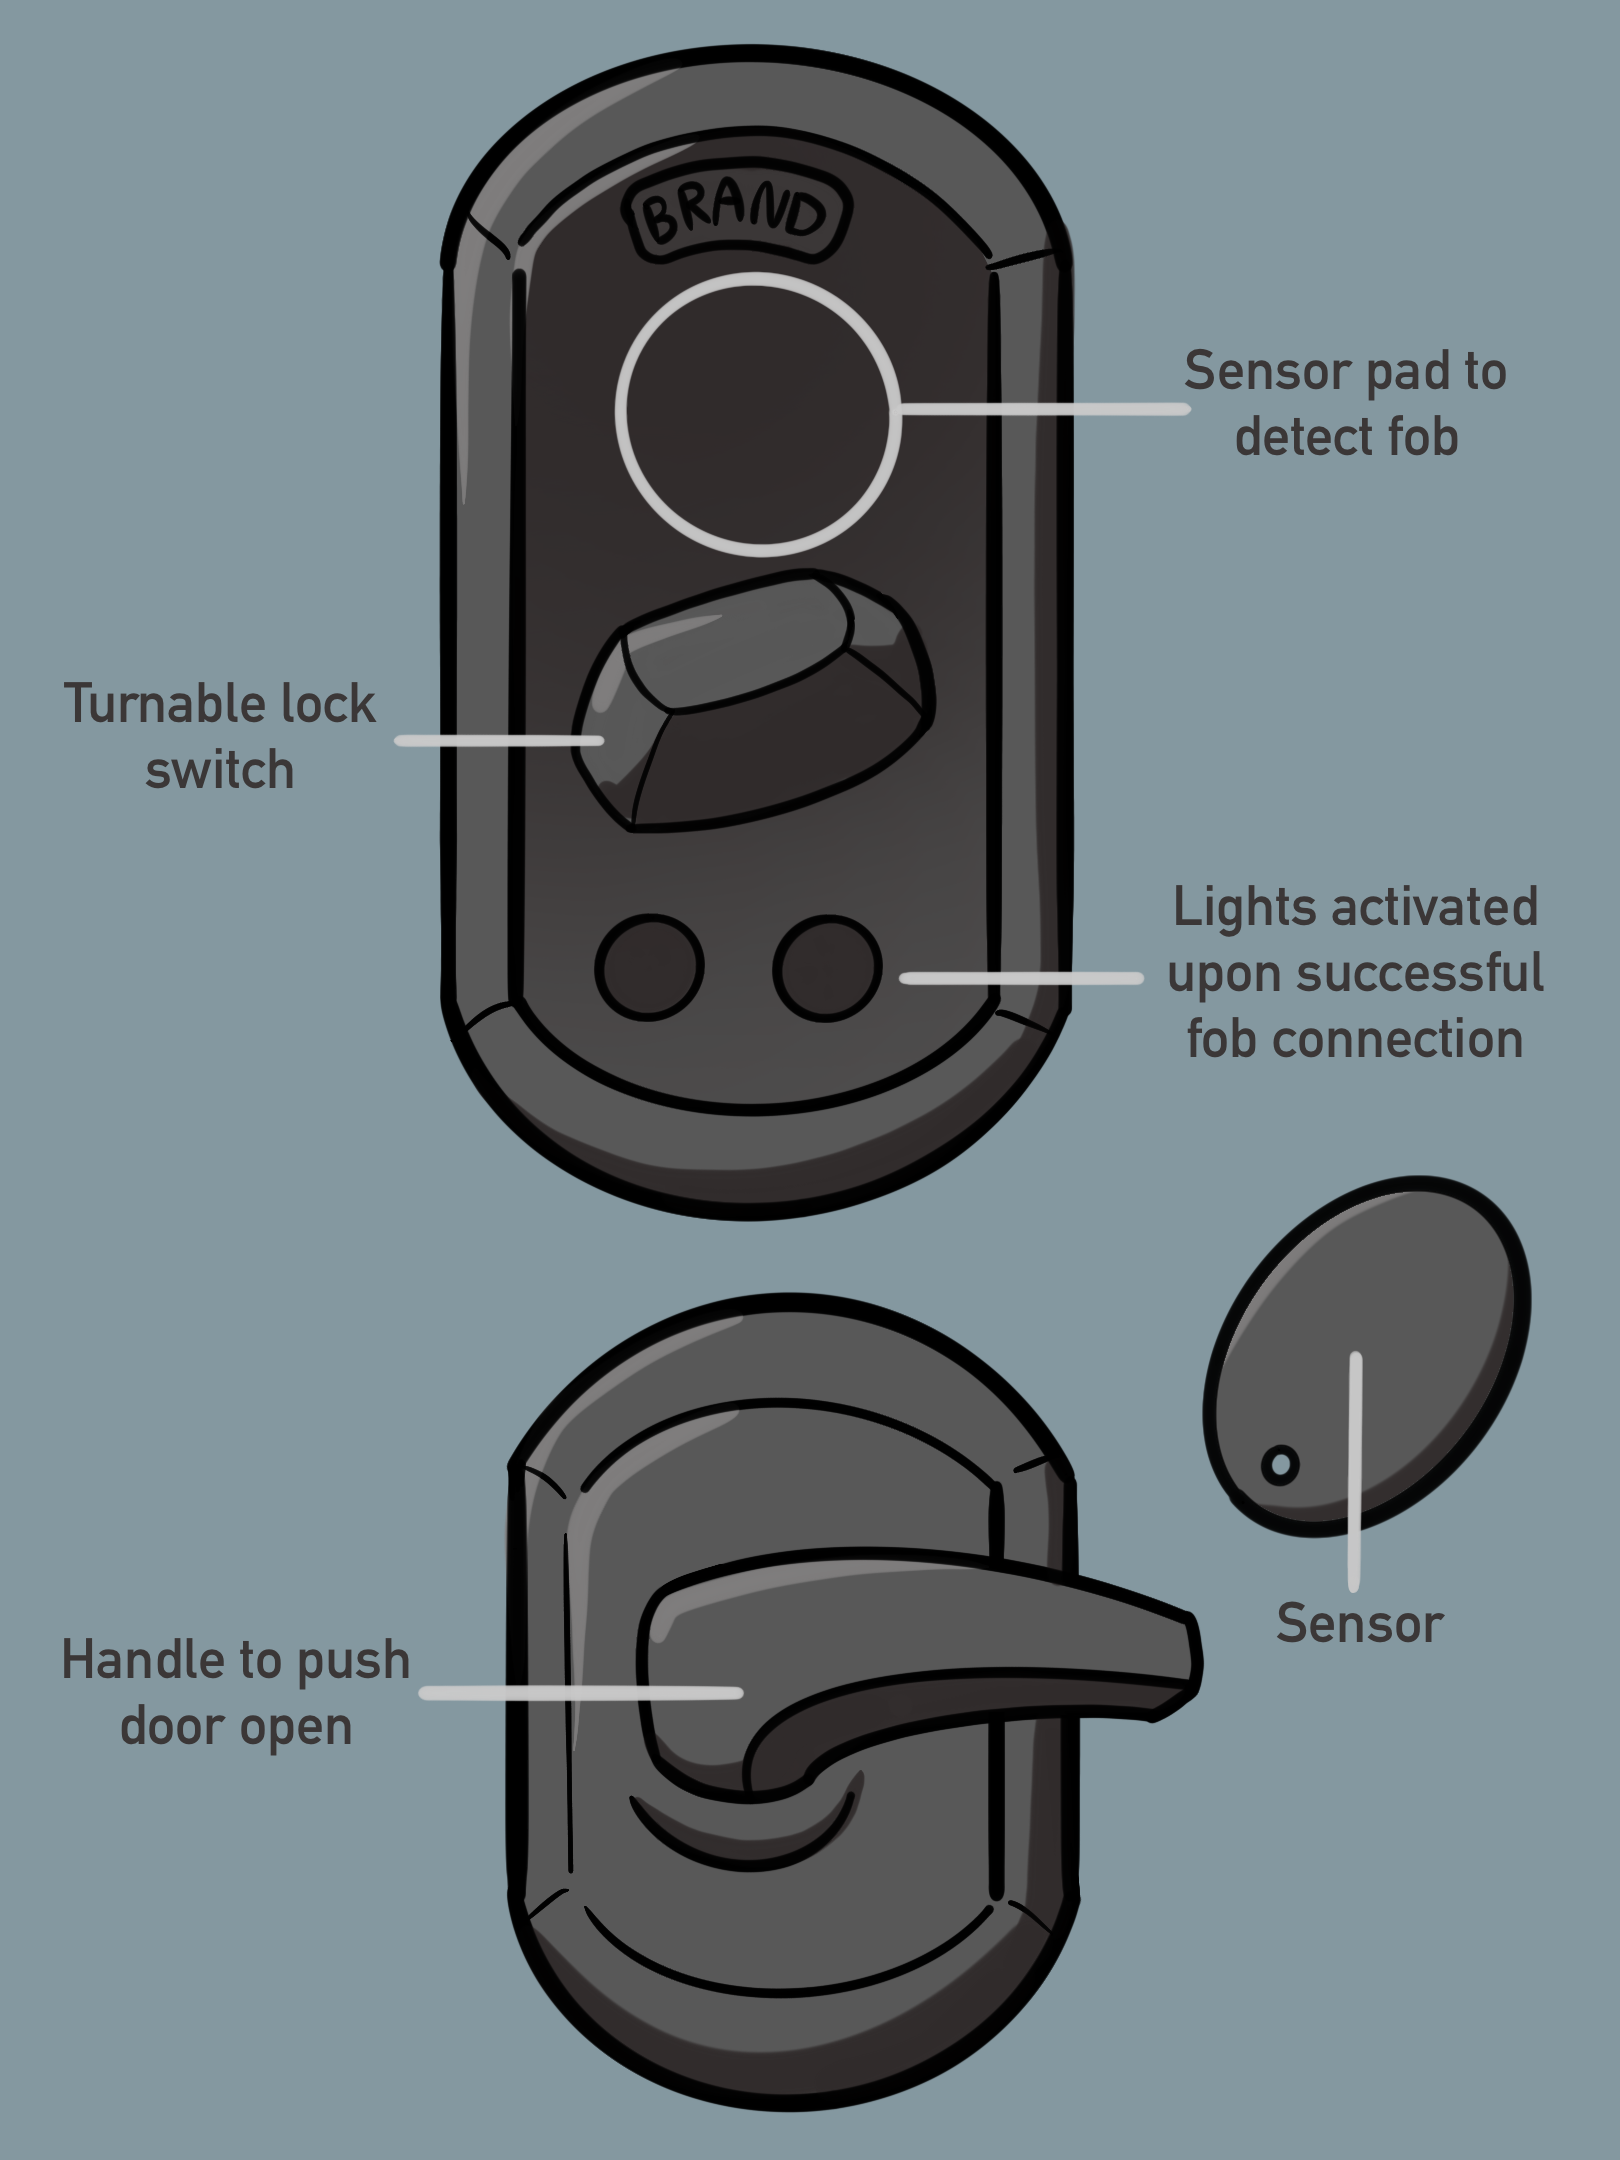 BRAND
Sensor pad to
detect fob
Turnable lock
switch
Lights activated
upon successful
fob connection
Sensor
Handle to push
door open